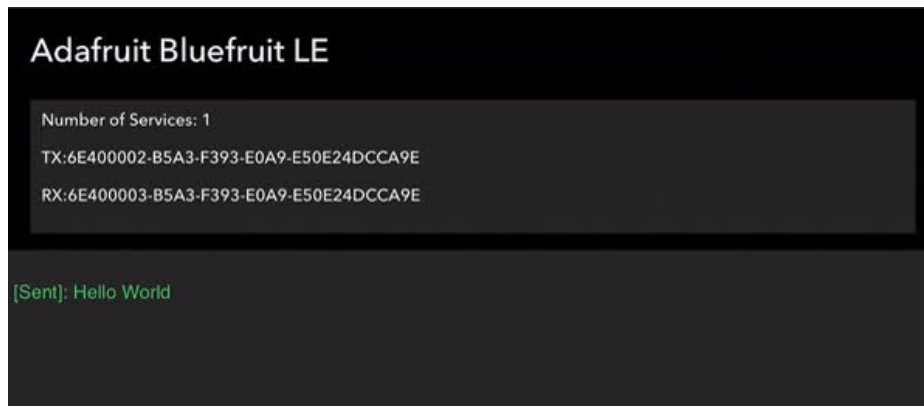 Adafruit Bluefruit LE
Number of Services: 1
TX:6E400002-B5A3-F393-E0A9-E50E24DCCA9E
RX:6E400003-B5A3-F393-E0A9-E50E24DCCA9E
[Sent]: Hello World